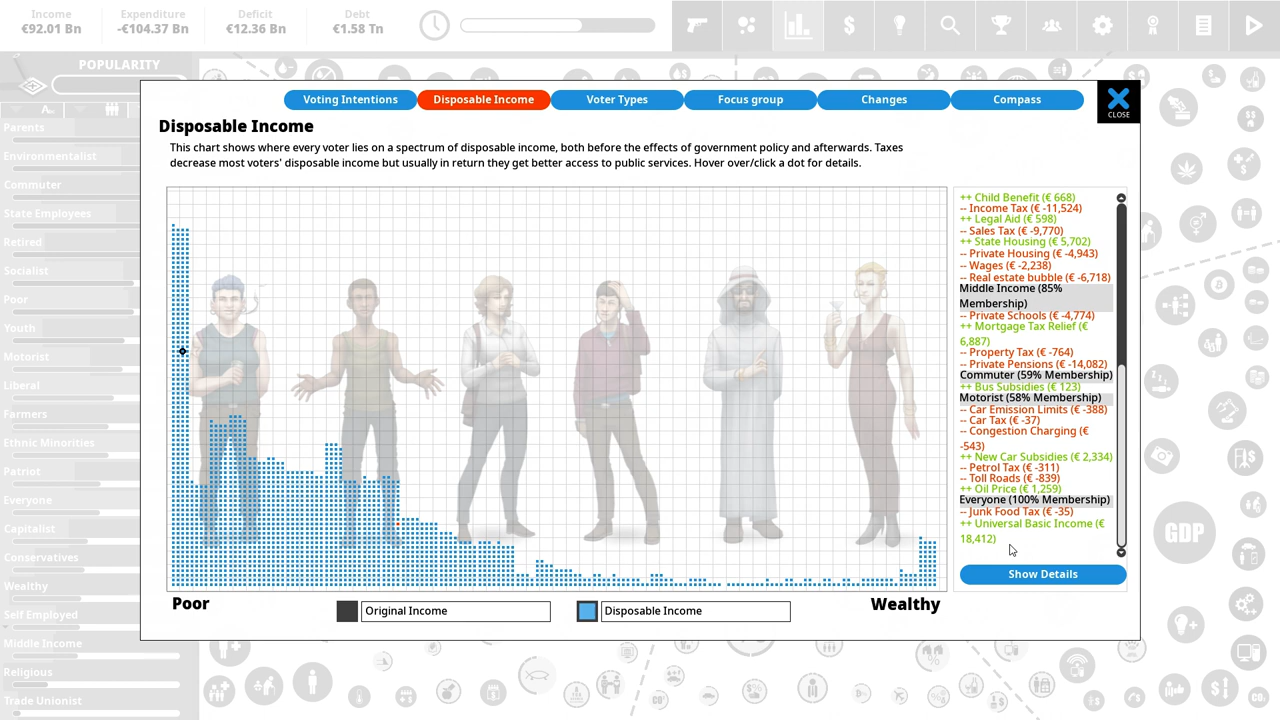 Income
€92.01 Bn
Expenditure
-€104.37 Bn
Deficit
€12.36 Bn
Debt
€1.58 Tn
POPULARITY
Parents
Environmentalist
Commuter
State Employees
Retired
Socialist
Poor
Youth
Motorist
Liberal
Farmers
Ethnic Minorities
Patriot
Everyone
Capitalist
Conservatives
Wealthy
Self Employed
Middle Income
Religious
Trade Unionist
Voting Intentions
Disposable Income
Voter Types
Focus group
Changes
Compass
CLOSE
Disposable Income
This chart shows where every voter lies on a spectrum of disposable income, both before the effects of government policy and afterwards. Taxes
decrease most voters' disposable income but usually in return they get better access to public services. Hover over/click a dot for details.
++ Child Benefit (€ 668)
-- Income Tax (€ -11,524)
++ Legal Aid (€ 598)
-- Sales Tax (€ -9,770)
++ State Housing (€ 5,702)
-- Private Housing (€ -4,943)
-- Wages (€ -2,238)
-- Real estate bubble (€ -6,718)
Middle Income (85%
Membership)
-- Private Schools (€ -4,774)
++ Mortgage Tax Relief (€
6,887)
-- Property Tax (€ -764)
-- Private Pensions (€ -14,082)
Commuter (59% Membership)
++ Bus Subsidies (€ 123)
Motorist (58% Membership)
-- Car Emission Limits (€ -388)
-- Car Tax (€ -37)
-- Congestion Charging (€
-543)
++ New Car Subsidies (€ 2,334)
-- Petrol Tax (€ -311)
-- Toll Roads (€ -839)
++ Oil Price (€ 1,259)
Everyone (100% Membership)
-- Junk Food Tax (€ -35)
++ Universal Basic Income (€
18,412)
Show Details
Poor
Wealthy
Original Income
Disposable Income
GDP